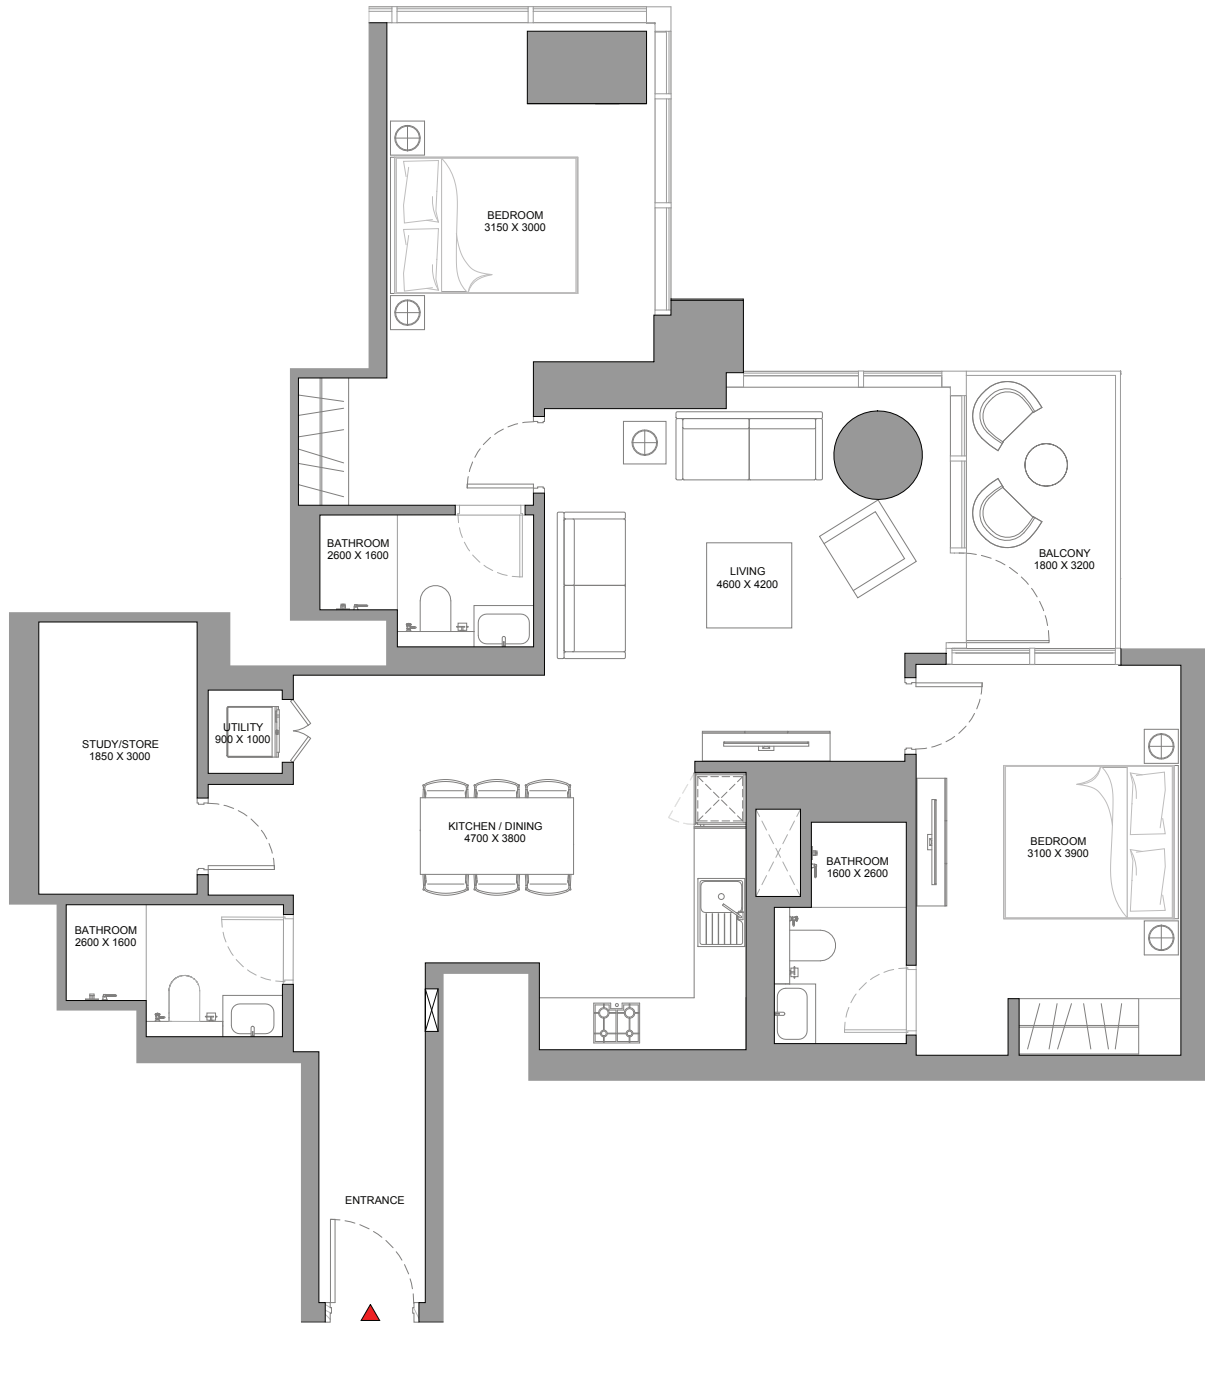 BEDROOM
3150 X 3000
BATHROOM
2600 X 1600
LIVING
4600 X 4200
BALCONY
1800 X 3200
UTILITY
900 X 1000
STUDY/STORE
1850 X 3000
KITCHEN / DINING
4700 X 3800
BATHROOM
1600 X 2600
BEDROOM
3100 X 3900
BATHROOM
2600 X 1600
ENTRANCE